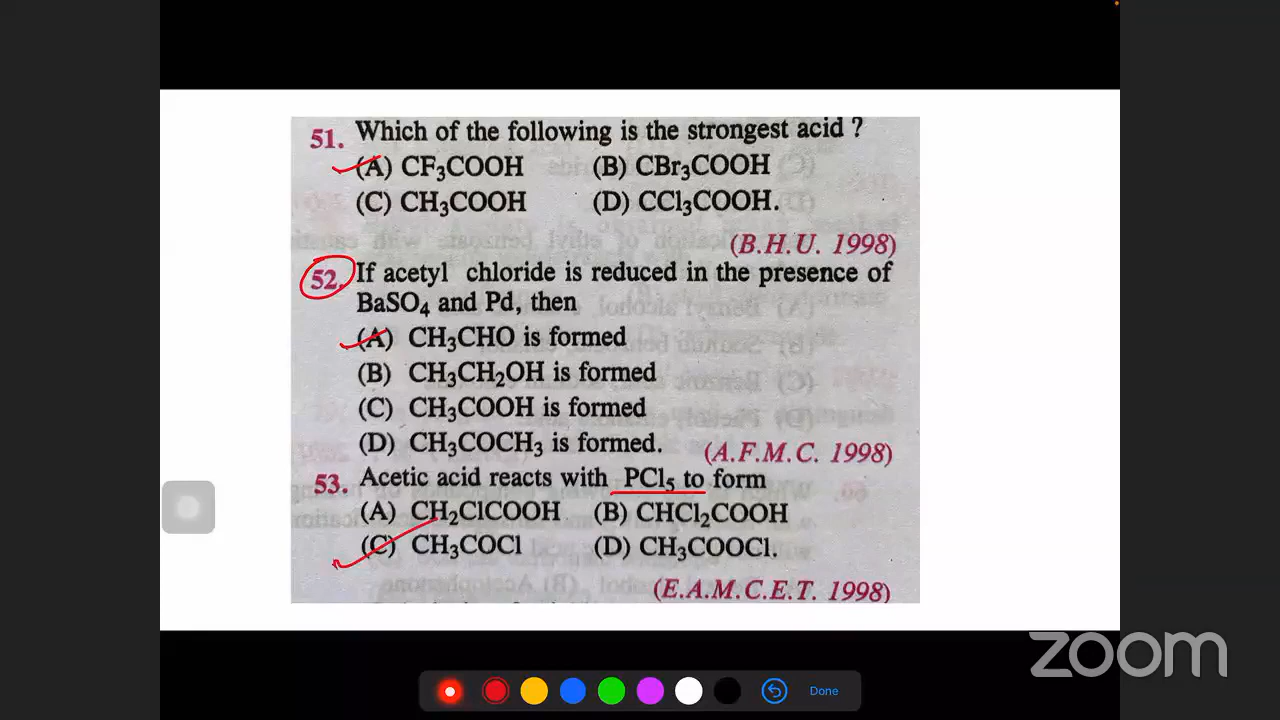 51. Which of the following is the strongest acid ?
(A) CF₃COOH (B) CBr₃COOH
(C) CH₃COOH (D) CCl₃COOH.
(B.H.U. 1998)
52. If acetyl chloride is reduced in the presence of
BaSO₄ and Pd, then
(A) CH₃CHO is formed
(B) CH₃CH₂OH is formed
(C) CH₃COOH is formed
(D) CH₃COCH₃ is formed.
(A.F.M.C. 1998)
53. Acetic acid reacts with PCl₅ to form
(A) CH₂ClCOOH (B) CHCl₂COOH
(C) CH₃COCl (D) CH₃COOCl.
(E.A.M.C.E.T. 1998)
zoom
Done